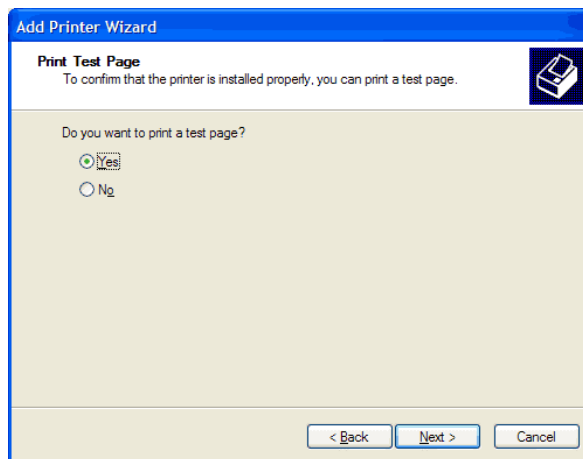 Add Printer Wizard
Print Test Page
To confirm that the printer is installed properly, you can print a test page.
Do you want to print a test page?
Yes
No
< Back
Next >
Cancel